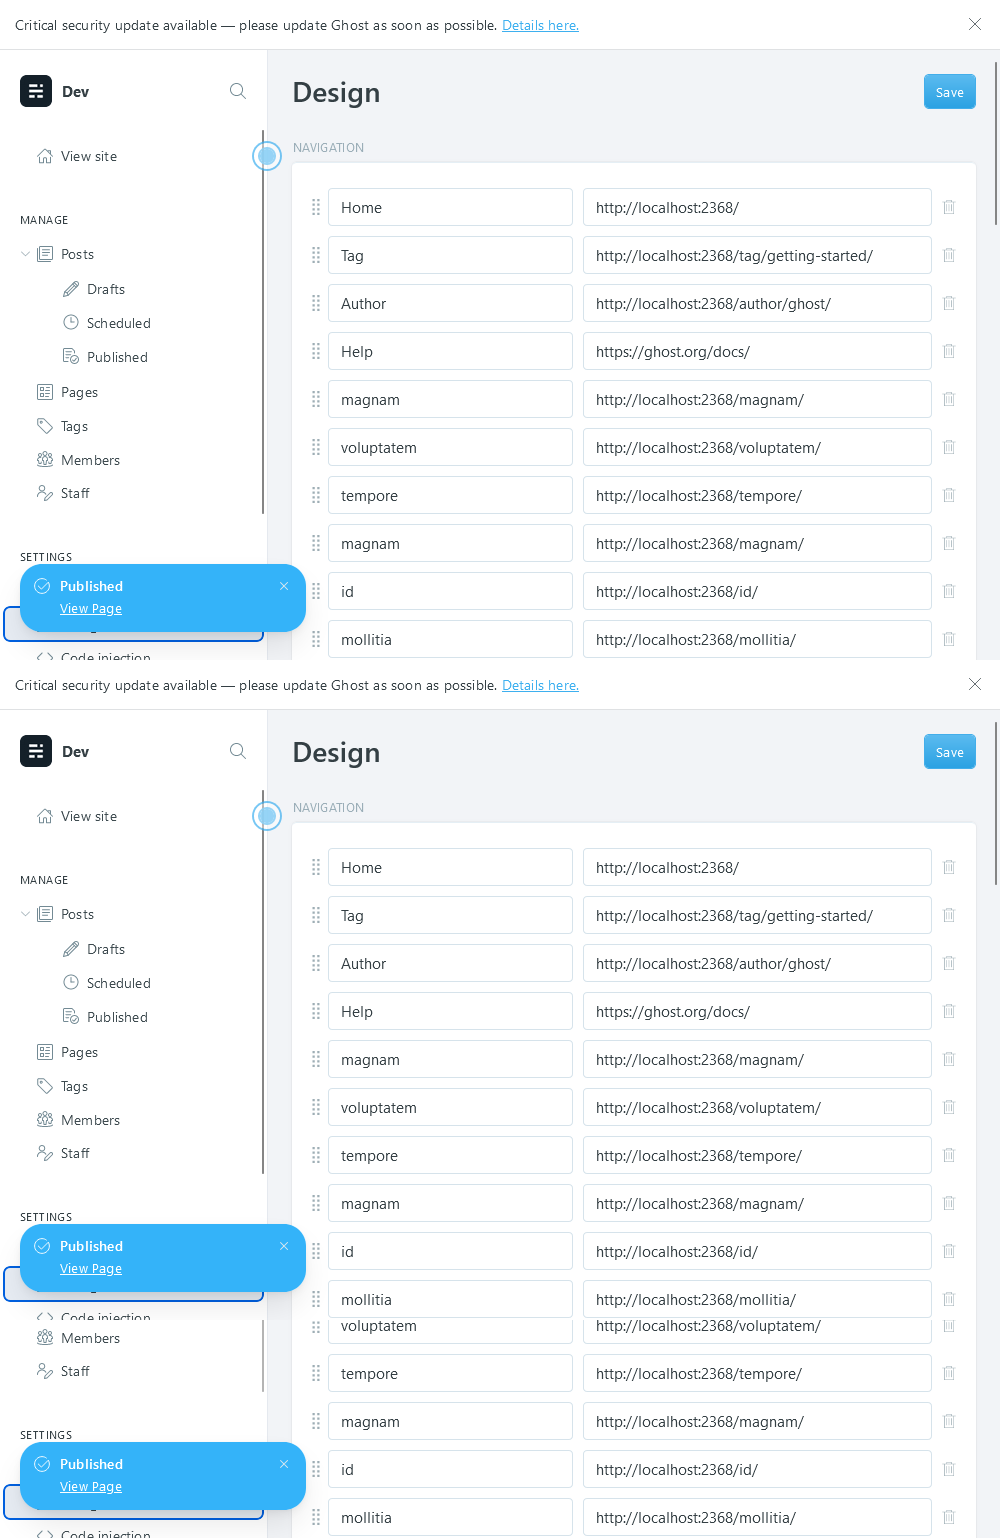 Critical security update available — please update Ghost as soon as possible. Details here.
Dev
Design
Save
View site
NAVIGATION
Home http://localhost:2368/
MANAGE
Tag http://localhost:2368/tag/getting-started/
Posts
Drafts
Author http://localhost:2368/author/ghost/
Scheduled
Published
Help https://ghost.org/docs/
Pages
magnam http://localhost:2368/magnam/
Tags
voluptatem http://localhost:2368/voluptatem/
Members
Staff
tempore http://localhost:2368/tempore/
magnam http://localhost:2368/magnam/
SETTINGS
Published
id http://localhost:2368/id/
View Page
mollitia http://localhost:2368/mollitia/
Code injection
Critical security update available — please update Ghost as soon as possible. Details here.
Dev
Design
Save
View site
NAVIGATION
Home http://localhost:2368/
MANAGE
Tag http://localhost:2368/tag/getting-started/
Posts
Drafts
Author http://localhost:2368/author/ghost/
Scheduled
Published
Help https://ghost.org/docs/
Pages
magnam http://localhost:2368/magnam/
Tags
voluptatem http://localhost:2368/voluptatem/
Members
Staff
tempore http://localhost:2368/tempore/
magnam http://localhost:2368/magnam/
SETTINGS
Published
id http://localhost:2368/id/
View Page
mollitia http://localhost:2368/mollitia/
Code injection
voluptatem http://localhost:2368/voluptatem/
Members
Staff
tempore http://localhost:2368/tempore/
magnam http://localhost:2368/magnam/
SETTINGS
Published
id http://localhost:2368/id/
View Page
mollitia http://localhost:2368/mollitia/
Code injection